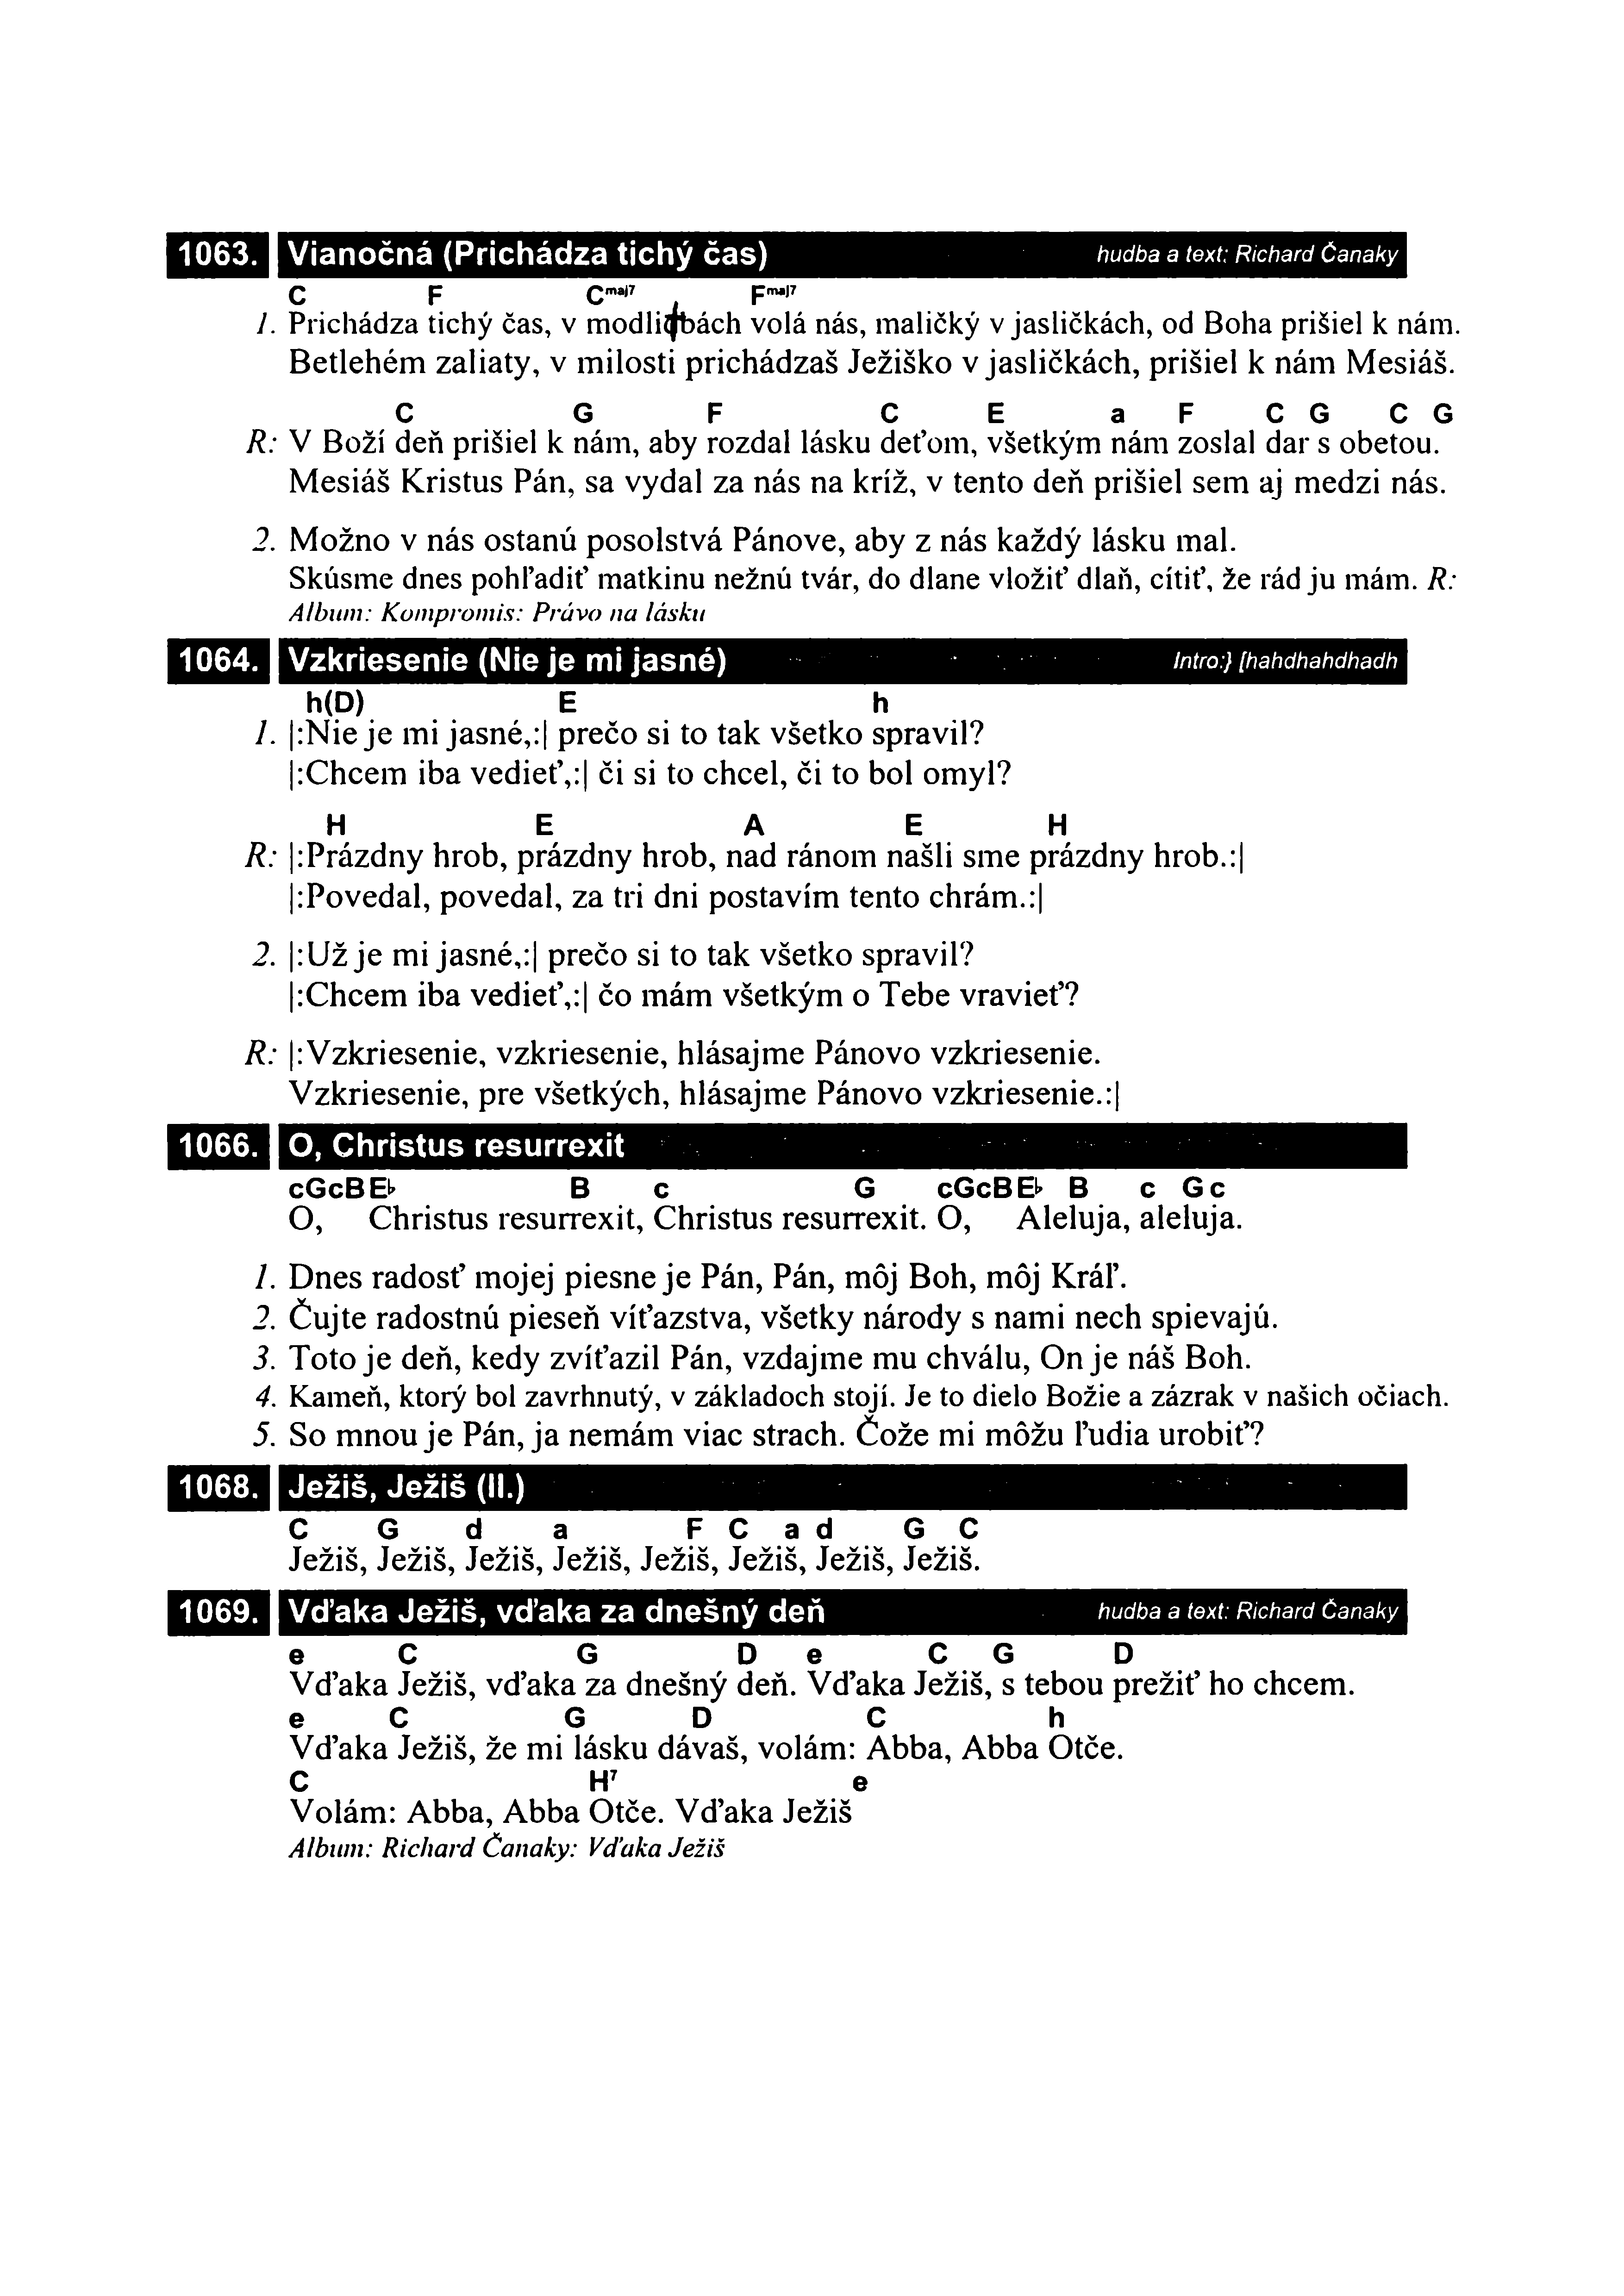 1063. Vianočná (Prichádza tichý čas) hudba a text: Richard Čanaky
C F Cmaj7 Fmaj7
1. Prichádza tichý čas, v modlitbách volá nás, maličký v jasličkách, od Boha prišiel k nám.
Betlehém zaliaty, v milosti prichádzaš Ježiško v jasličkách, prišiel k nám Mesiáš.
C G F C E a F C G C G
R: V Boží deň prišiel k nám, aby rozdal lásku deťom, všetkým nám zoslal dar s obetou.
Mesiáš Kristus Pán, sa vydal za nás na kríž, v tento deň prišiel sem aj medzi nás.
2. Možno v nás ostanú posolstvá Pánove, aby z nás každý lásku mal.
Skúsme dnes pohľadiť matkinu nežnú tvár, do dlane vložiť dlaň, cítiť, že rád ju mám. R:
Album: Kompromis: Právo na lásku
1064. Vzkriesenie (Nie je mi jasné) Intro:} [hahdhahdhadh
h(D) E h
1. |:Nie je mi jasné,:| prečo si to tak všetko spravil?
|:Chcem iba vedieť,:| či si to chcel, či to bol omyl?
H E A E H
R: |:Prázdny hrob, prázdny hrob, nad ránom našli sme prázdny hrob.:|
|:Povedal, povedal, za tri dni postavím tento chrám.:|
2. |:Už je mi jasné,:| prečo si to tak všetko spravil?
|:Chcem iba vedieť,:| čo mám všetkým o Tebe vravieť?
R: |:Vzkriesenie, vzkriesenie, hlásajme Pánovo vzkriesenie.
Vzkriesenie, pre všetkých, hlásajme Pánovo vzkriesenie.:|
1066. O, Christus resurrexit
cGcBE♭ B c G cGcBE♭ B c G c
O, Christus resurrexit, Christus resurrexit. O, Aleluja, aleluja.
1. Dnes radosť mojej piesne je Pán, Pán, môj Boh, môj Kráľ.
2. Čujte radostnú pieseň víťazstva, všetky národy s nami nech spievajú.
3. Toto je deň, kedy zvíťazil Pán, vzdajme mu chválu, On je náš Boh.
4. Kameň, ktorý bol zavrhnutý, v základoch stojí. Je to dielo Božie a zázrak v našich očiach.
5. So mnou je Pán, ja nemám viac strach. Čože mi môžu ľudia urobiť?
1068. Ježiš, Ježiš (II.)
C G d a F C a d G C
Ježiš, Ježiš, Ježiš, Ježiš, Ježiš, Ježiš, Ježiš, Ježiš.
1069. Vďaka Ježiš, vďaka za dnešný deň hudba a text: Richard Čanaky
e C G D e C G D
Vďaka Ježiš, vďaka za dnešný deň. Vďaka Ježiš, s tebou prežiť ho chcem.
e C G D C h
Vďaka Ježiš, že mi lásku dávaš, volám: Abba, Abba Otče.
C H7 e
Volám: Abba, Abba Otče. Vďaka Ježiš
Album: Richard Čanaky: Vďaka Ježiš